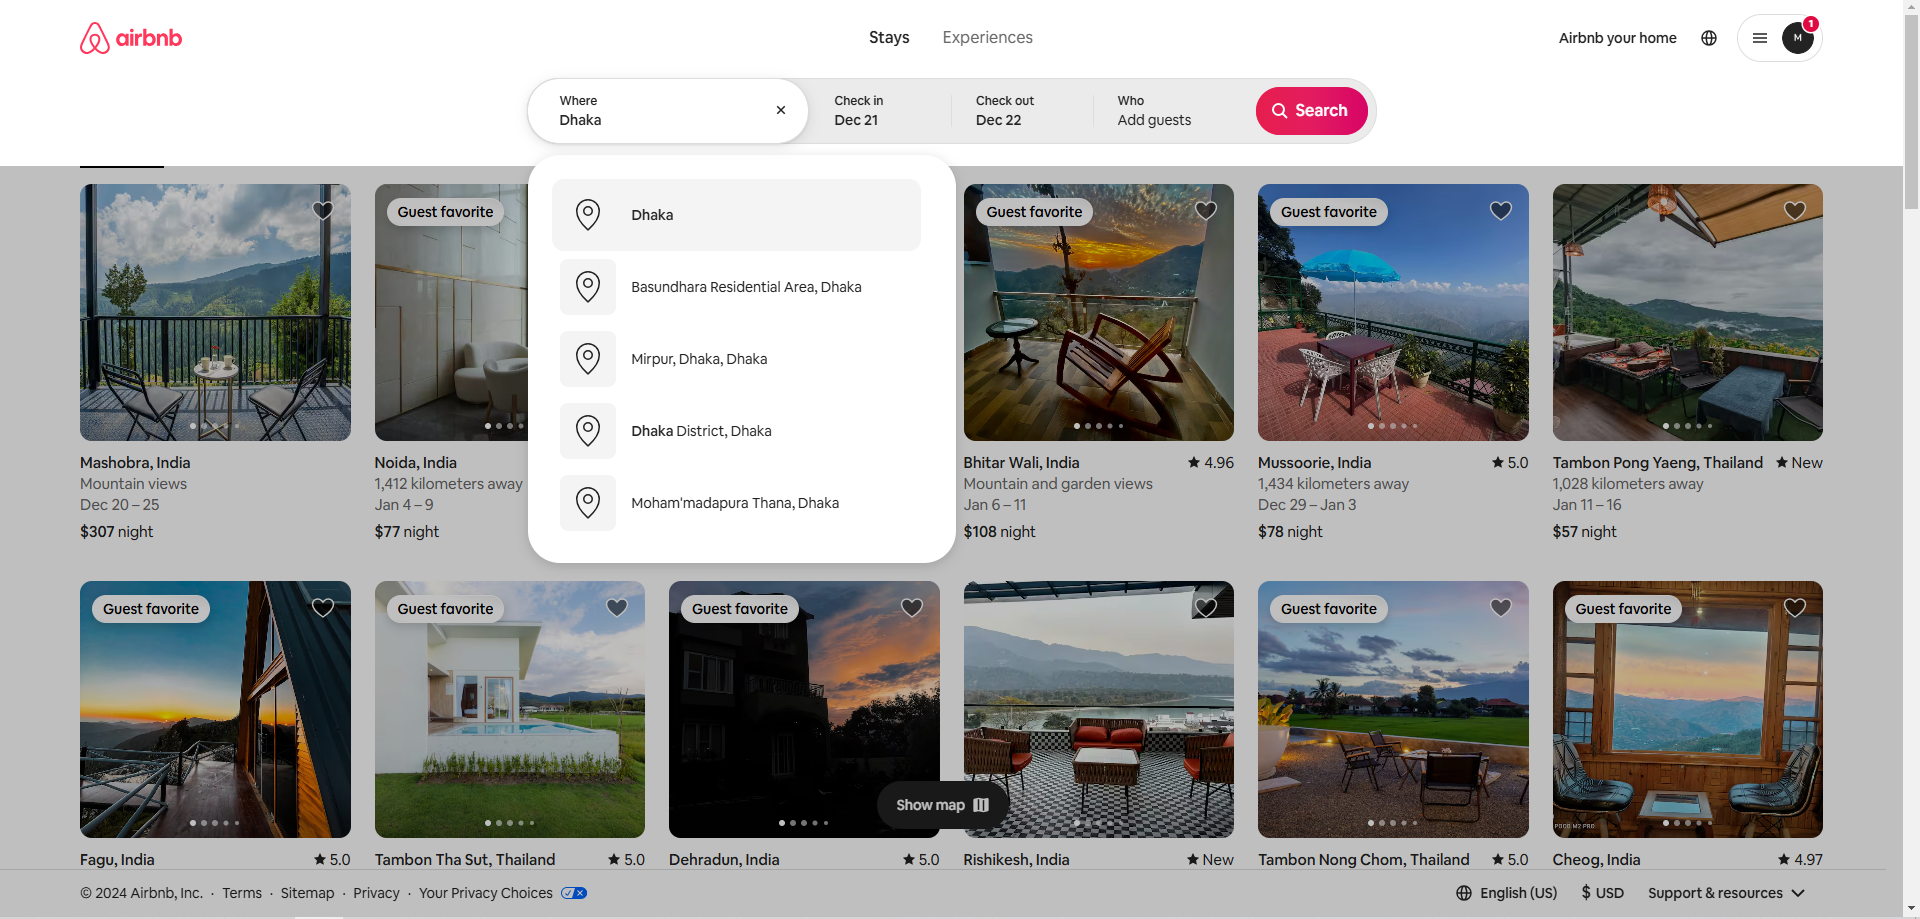 airbnb
Stays
Experiences
Airbnb your home
M
1
Where
Dhaka
Check in
Dec 21
Check out
Dec 22
Who
Add guests
Search
Dhaka
Basundhara Residential Area, Dhaka
Mirpur, Dhaka, Dhaka
Dhaka District, Dhaka
Moham'madapura Thana, Dhaka
Mashobra, India
Mountain views
Dec 20 – 25
$307 night
Guest favorite
Noida, India
1,412 kilometers away
Jan 4 – 9
$77 night
Guest favorite
Bhitar Wali, India
4.96
Mountain and garden views
Jan 6 – 11
$108 night
Guest favorite
Mussoorie, India
5.0
1,434 kilometers away
Dec 29 – Jan 3
$78 night
Tambon Pong Yaeng, Thailand
New
1,028 kilometers away
Jan 11 – 16
$57 night
Guest favorite
Fagu, India
5.0
Guest favorite
Tambon Tha Sut, Thailand
5.0
Guest favorite
Dehradun, India
5.0
Rishikesh, India
New
Guest favorite
Tambon Nong Chom, Thailand
5.0
Guest favorite
POCO M2 PRO
Cheog, India
4.97
Show map
© 2024 Airbnb, Inc. · Terms · Sitemap · Privacy · Your Privacy Choices
English (US)
$ USD
Support & resources